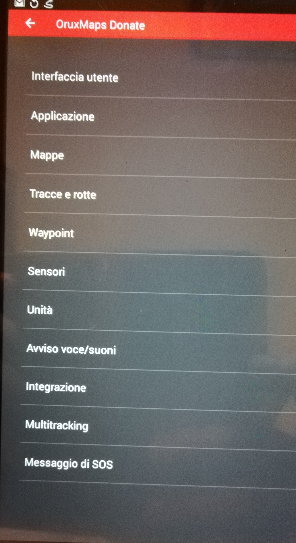 OruxMaps Donate
Interfaccia utente
Applicazione
Mappe
Tracce e rotte
Waypoint
Sensori
Unità
Avviso voce/suoni
Integrazione
Multitracking
Messaggio di SOS